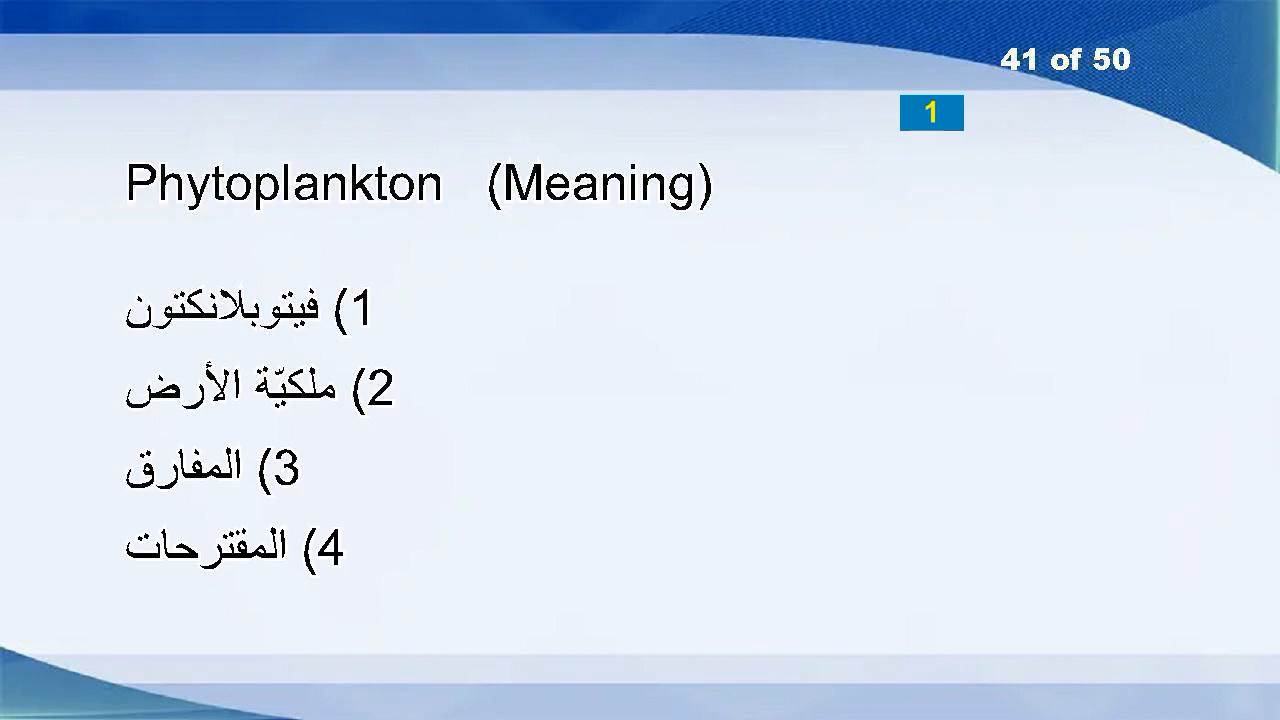 41 of 50
1
Phytoplankton (Meaning)
1) فيتوبلانكتون
2) ملكيّة الأرض
3) المفارق
4) المقترحات